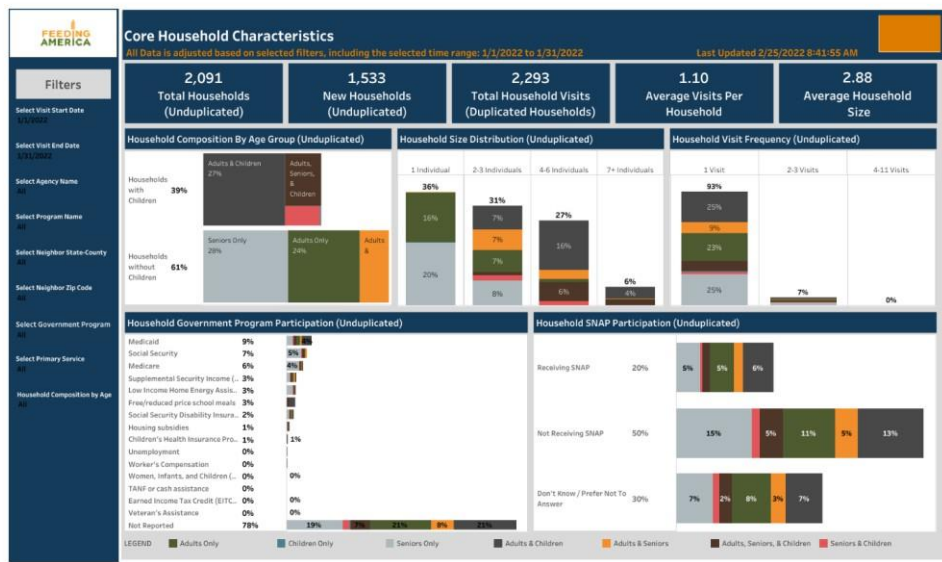 FEEDING
AMERICA
Core Household Characteristics
All Data is adjusted based on selected filters, including the selected time range: 1/1/2022 to 1/31/2022
Last Updated 2/25/2022 8:41:55 AM
Filters
Select Visit Start Date
1/1/2022
Select Visit End Date
1/31/2022
Select Agency Name
All
Select Program Name
All
Select Neighbor State-County
All
Select Neighbor Zip Code
All
Select Government Program
All
Select Primary Service
All
Household Composition by Age
All
2,091
Total Households
(Unduplicated)
1,533
New Households
(Unduplicated)
2,293
Total Household Visits
(Duplicated Households)
1.10
Average Visits Per
Household
2.88
Average Household
Size
Household Composition By Age Group (Unduplicated)
Households
with
Children
39%
Adults & Children
27%
Adults,
Seniors,
&
Children
Households
without
Children
61%
Seniors Only
28%
Adults Only
24%
Adults
&
Household Size Distribution (Unduplicated)
1 Individual
2-3 Individuals
4-6 Individuals
7+ Individuals
36%
16%
20%
31%
7%
7%
7%
8%
27%
16%
6%
6%
4%
Household Visit Frequency (Unduplicated)
1 Visit
2-3 Visits
4-11 Visits
93%
25%
9%
23%
25%
7%
0%
Household Government Program Participation (Unduplicated)
Medicaid 9% 4%
Social Security 7% 5%
Medicare 6% 4%
Supplemental Security Income (.. 3%
Low Income Home Energy Assis.. 3%
Free/reduced price school meals 3%
Social Security Disability Insura.. 2%
Housing subsidies 1%
Children's Health Insurance Pro.. 1% 1%
Unemployment 0%
Worker's Compensation 0%
Women, Infants, and Children (.. 0% 0%
TANF or cash assistance 0%
Earned Income Tax Credit (EITC.. 0% 0%
Veteran's Assistance 0% 0%
Not Reported 78% 19% 7% 21% 8% 21%
Household SNAP Participation (Unduplicated)
Receiving SNAP 20% 5% 5% 6%
Not Receiving SNAP 50% 15% 5% 11% 5% 13%
Don't Know / Prefer Not To
Answer
30% 7% 2% 8% 3% 7%
LEGEND Adults Only Children Only Seniors Only Adults & Children Adults & Seniors Adults, Seniors, & Children Seniors & Children